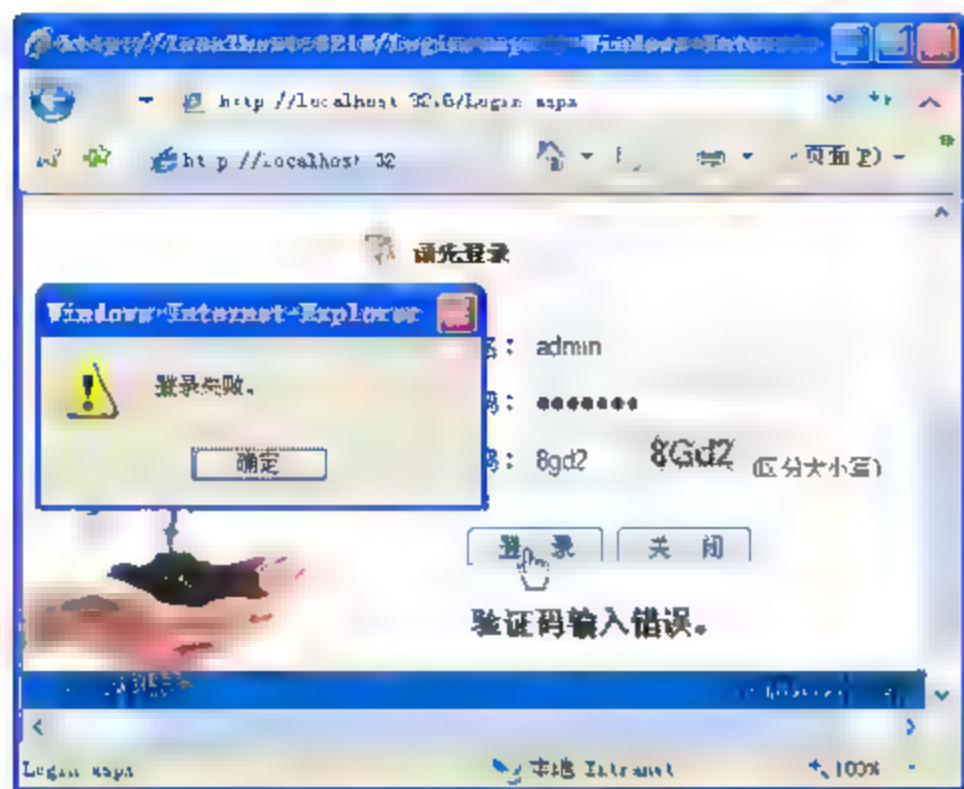 http //localhost 32.6/Login aspx
ht p //localhost 32
页面 P)
请先登录
Windows Internet Explorer
登录失败。
确定
: admin
码: ●●●●●●●
码: 8gd2 8Gd2 (区分大小写)
登 录 关 闭
验证码输入错误。
Login aspx 本地 Intranet 100%